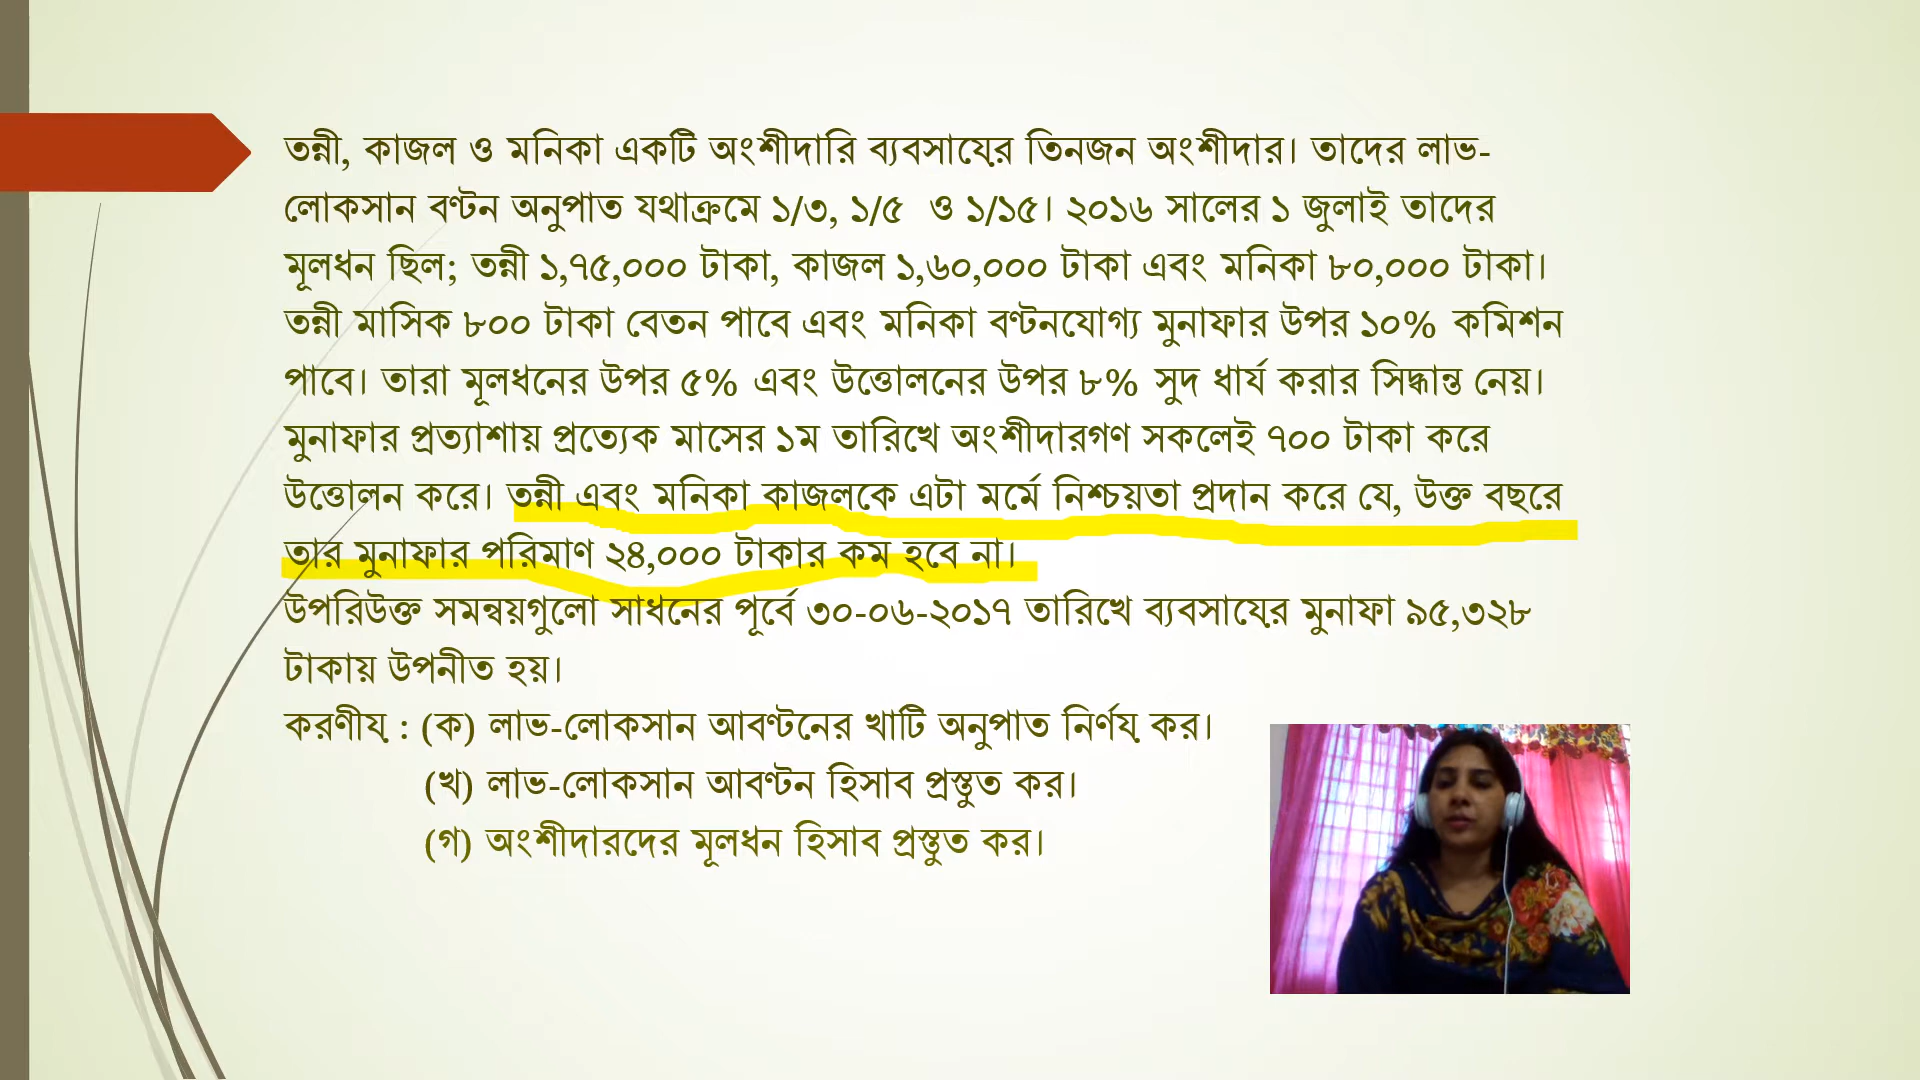 তন্নী, কাজল ও মনিকা একটি অংশীদারি ব্যবসায়ের তিনজন অংশীদার। তাদের লাভ-
লোকসান বণ্টন অনুপাত যথাক্রমে ১/৩, ১/৫ ও ১/১৫। ২০১৬ সালের ১ জুলাই তাদের
মূলধন ছিল; তন্নী ১,৭৫,০০০ টাকা, কাজল ১,৬০,০০০ টাকা এবং মনিকা ৮০,০০০ টাকা।
তন্নী মাসিক ৮০০ টাকা বেতন পাবে এবং মনিকা বণ্টনযোগ্য মুনাফার উপর ১০% কমিশন
পাবে। তারা মূলধনের উপর ৫% এবং উত্তোলনের উপর ৮% সুদ ধার্য করার সিদ্ধান্ত নেয়।
মুনাফার প্রত্যাশায় প্রত্যেক মাসের ১ম তারিখে অংশীদারগণ সকলেই ৭০০ টাকা করে
উত্তোলন করে। তন্নী এবং মনিকা কাজলকে এটা মর্মে নিশ্চয়তা প্রদান করে যে, উক্ত বছরে
তার মুনাফার পরিমাণ ২৪,০০০ টাকার কম হবে না।
উপরিউক্ত সমন্বয়গুলো সাধনের পূর্বে ৩০-০৬-২০১৭ তারিখে ব্যবসায়ের মুনাফা ৯৫,৩২৮
টাকায় উপনীত হয়।
করণীয় : (ক) লাভ-লোকসান আবণ্টনের খাটি অনুপাত নির্ণয় কর।
(খ) লাভ-লোকসান আবণ্টন হিসাব প্রস্তুত কর।
(গ) অংশীদারদের মূলধন হিসাব প্রস্তুত কর।